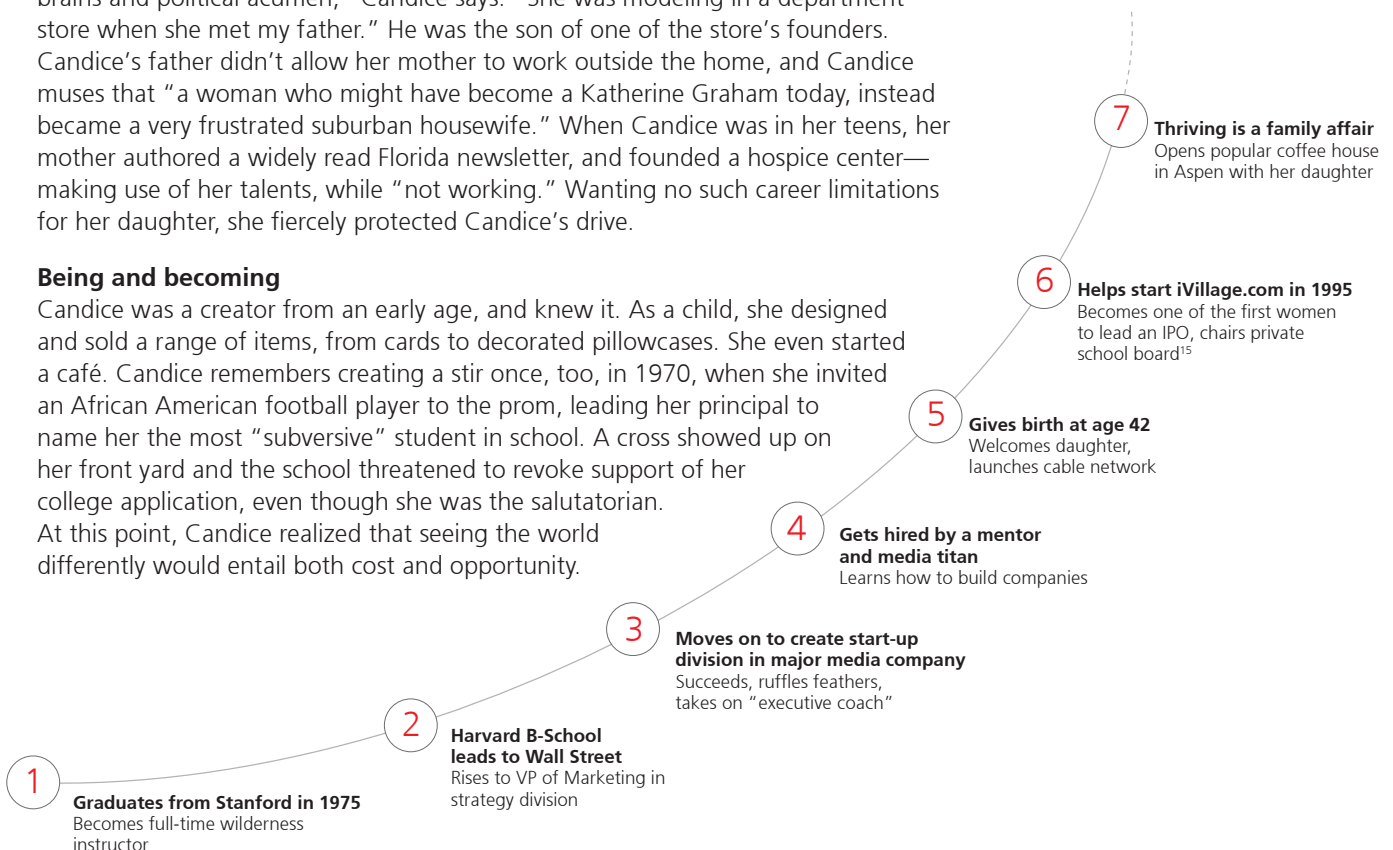 brains and political acumen,” Candice says. “She was modeling in a department
store when she met my father.” He was the son of one of the store’s founders.
Candice’s father didn’t allow her mother to work outside the home, and Candice
muses that “a woman who might have become a Katherine Graham today, instead
became a very frustrated suburban housewife.” When Candice was in her teens, her
mother authored a widely read Florida newsletter, and founded a hospice center—
making use of her talents, while “not working.” Wanting no such career limitations
for her daughter, she fiercely protected Candice’s drive.
Being and becoming
Candice was a creator from an early age, and knew it. As a child, she designed
and sold a range of items, from cards to decorated pillowcases. She even started
a café. Candice remembers creating a stir once, too, in 1970, when she invited
an African American football player to the prom, leading her principal to
name her the most “subversive” student in school. A cross showed up on
her front yard and the school threatened to revoke support of her
college application, even though she was the salutatorian.
At this point, Candice realized that seeing the world
differently would entail both cost and opportunity.
1
Graduates from Stanford in 1975
Becomes full-time wilderness
instructor
2
Harvard B-School
leads to Wall Street
Rises to VP of Marketing in
strategy division
3
Moves on to create start-up
division in major media company
Succeeds, ruffles feathers,
takes on “executive coach”
4
Gets hired by a mentor
and media titan
Learns how to build companies
5
Gives birth at age 42
Welcomes daughter,
launches cable network
6
Helps start iVillage.com in 1995
Becomes one of the first women
to lead an IPO, chairs private
school board15
7
Thriving is a family affair
Opens popular coffee house
in Aspen with her daughter